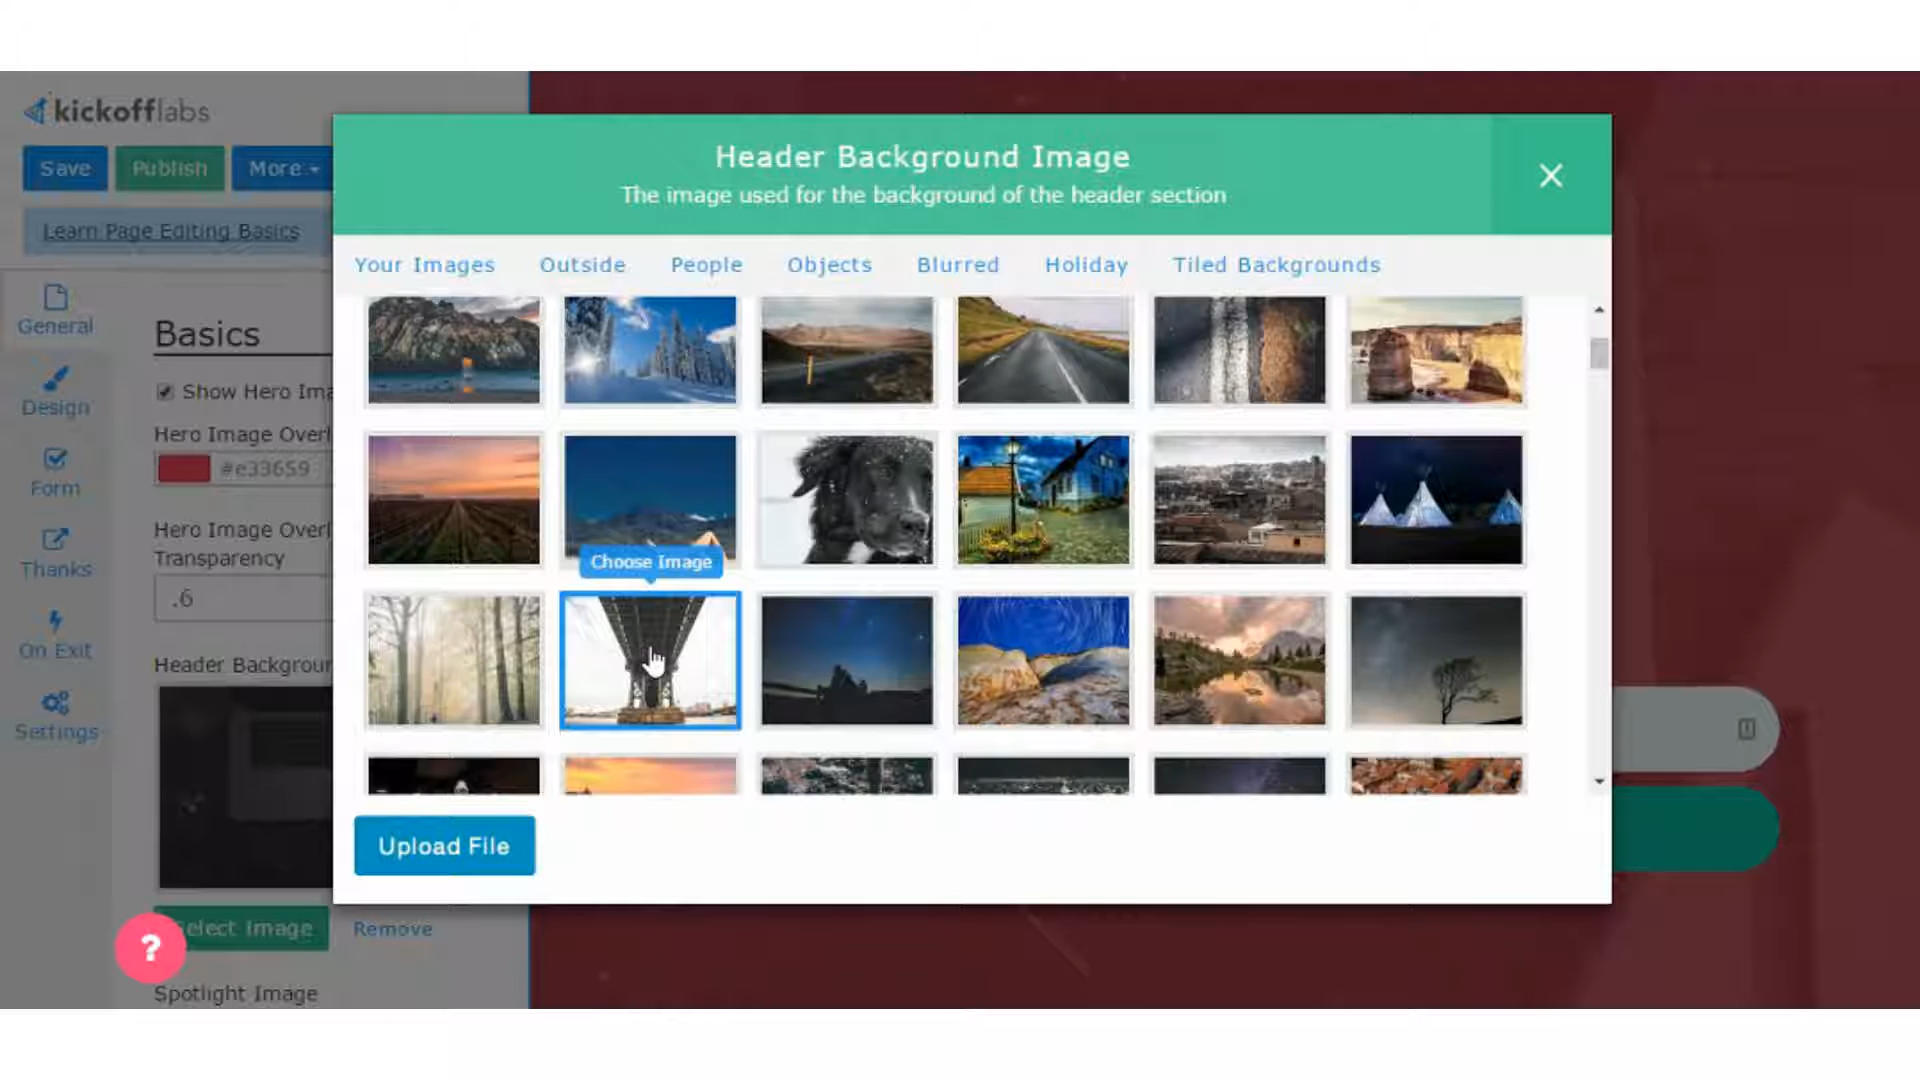 kickofflabs
Save
Publish
More
Learn Page Editing Basics
General
Design
Form
Thanks
On Exit
Settings
Basics
Show Hero Ima
Hero Image Overl
#e33659
Hero Image Overl
Transparency
.6
Header Backgrour
Select Image
Remove
Spotlight Image
?
Header Background Image
The image used for the background of the header section
Your Images
Outside
People
Objects
Blurred
Holiday
Tiled Backgrounds
Choose Image
Upload File